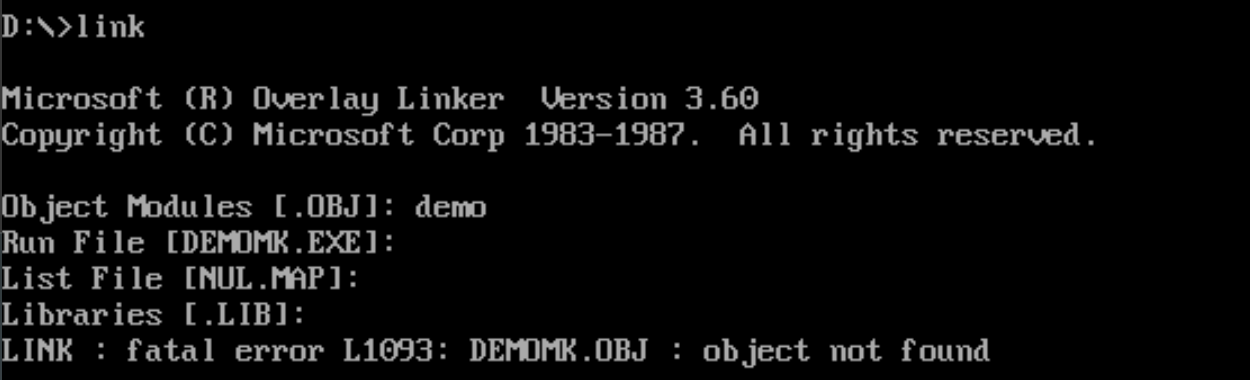 D:\>link
Microsoft (R) Overlay Linker  Version 3.60
Copyright (C) Microsoft Corp 1983-1987.  All rights reserved.
Object Modules [.OBJ]: demo
Run File [DEMOMK.EXE]:
List File [NUL.MAP]:
Libraries [.LIB]:
LINK : fatal error L1093: DEMOMK.OBJ : object not found